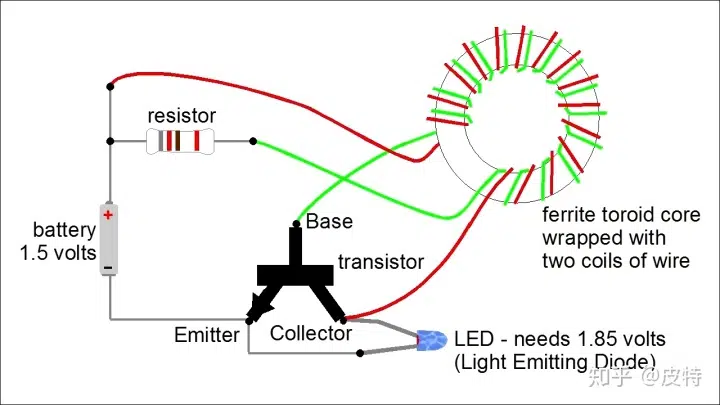 resistor
battery
1.5 volts
+
-
Base
transistor
Emitter
Collector
ferrite toroid core
wrapped with
two coils of wire
LED - needs 1.85 volts
(Light Emitting Diode)
知乎 @皮特